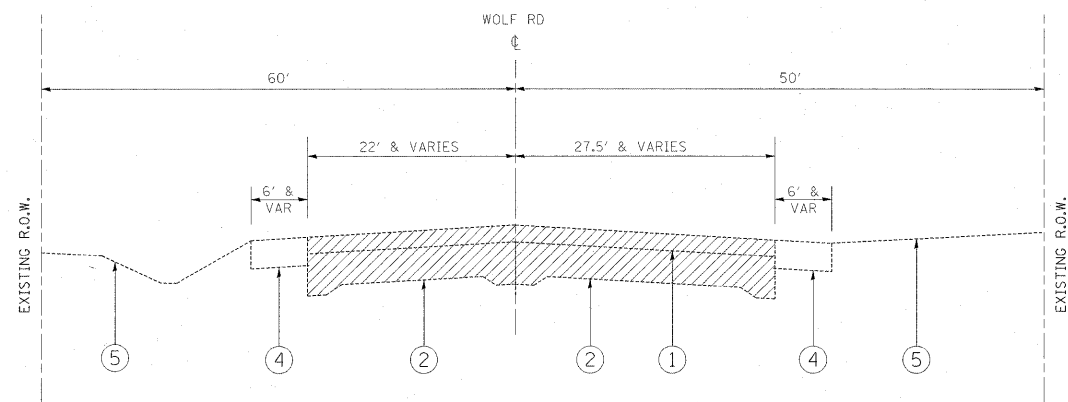 WOLF RD
℄
60'
50'
22' & VARIES
27.5' & VARIES
6' &
VAR
6' &
VAR
EXISTING R.O.W.
EXISTING R.O.W.
5
4
2
2
1
4
5